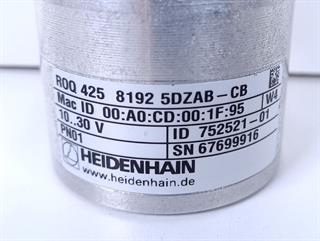 ROQ 425 8192 5DZAB-CB
Mac ID 00:A0:CD:00:1F:95
W4
10...30 V
ID 752521-01
PN01
SN 67699916
HEIDENHAIN
www.heidenhain.de